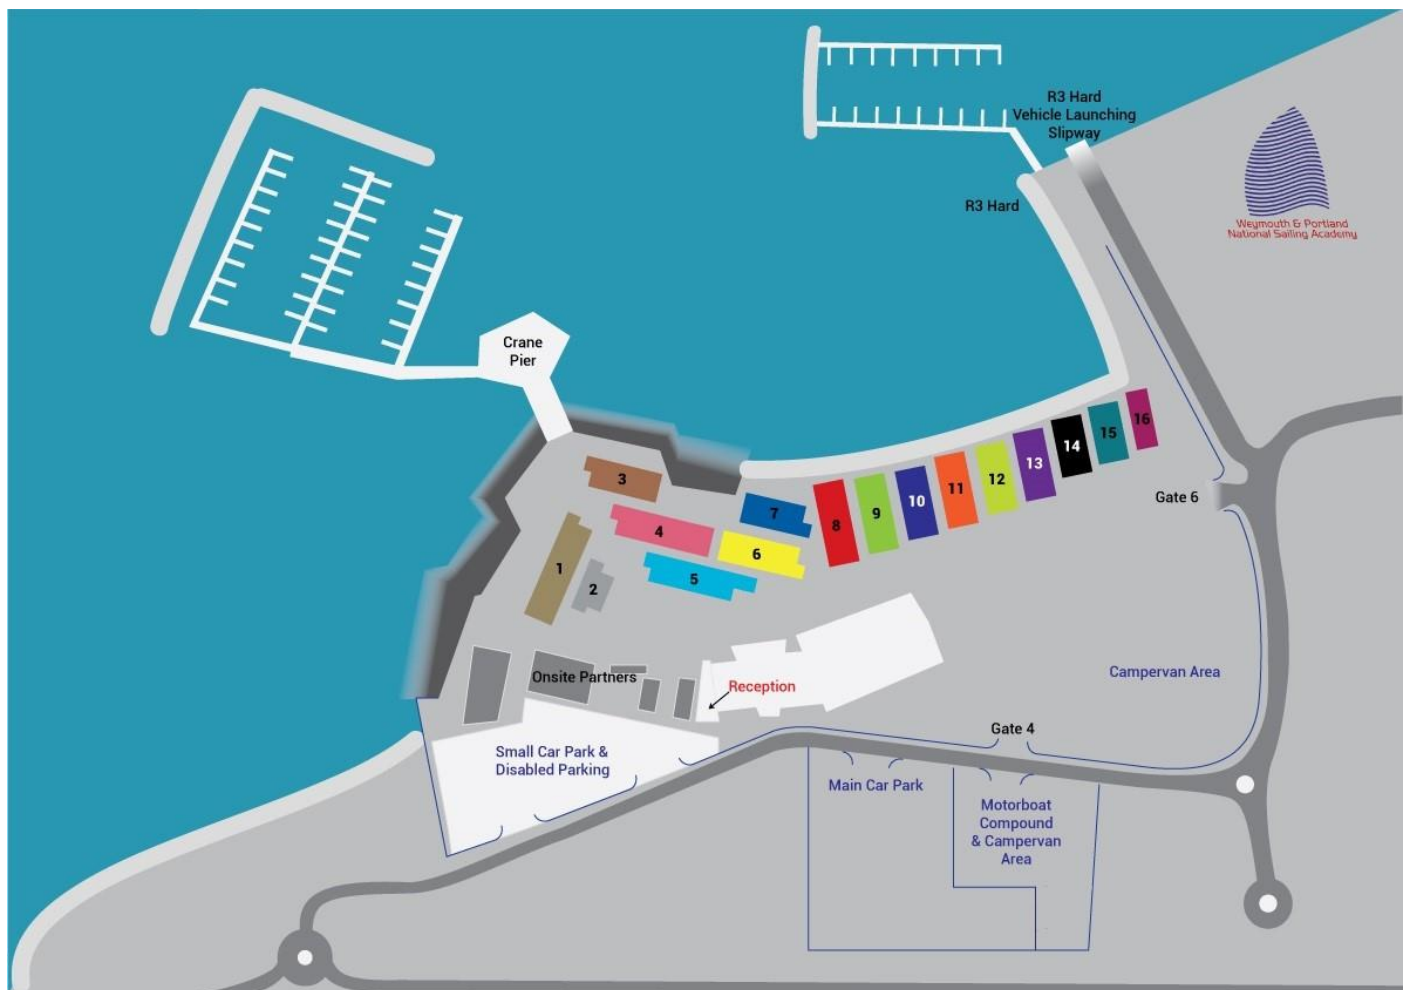 R3 Hard
Vehicle Launching
Slipway
Weymouth & Portland
National Sailing Academy
R3 Hard
Crane
Pier
16
15
14
13
12
11
10
9
8
7
6
5
4
3
2
1
Gate 6
Campervan Area
Onsite Partners
Reception
Gate 4
Small Car Park &
Disabled Parking
Main Car Park
Motorboat
Compound
& Campervan
Area